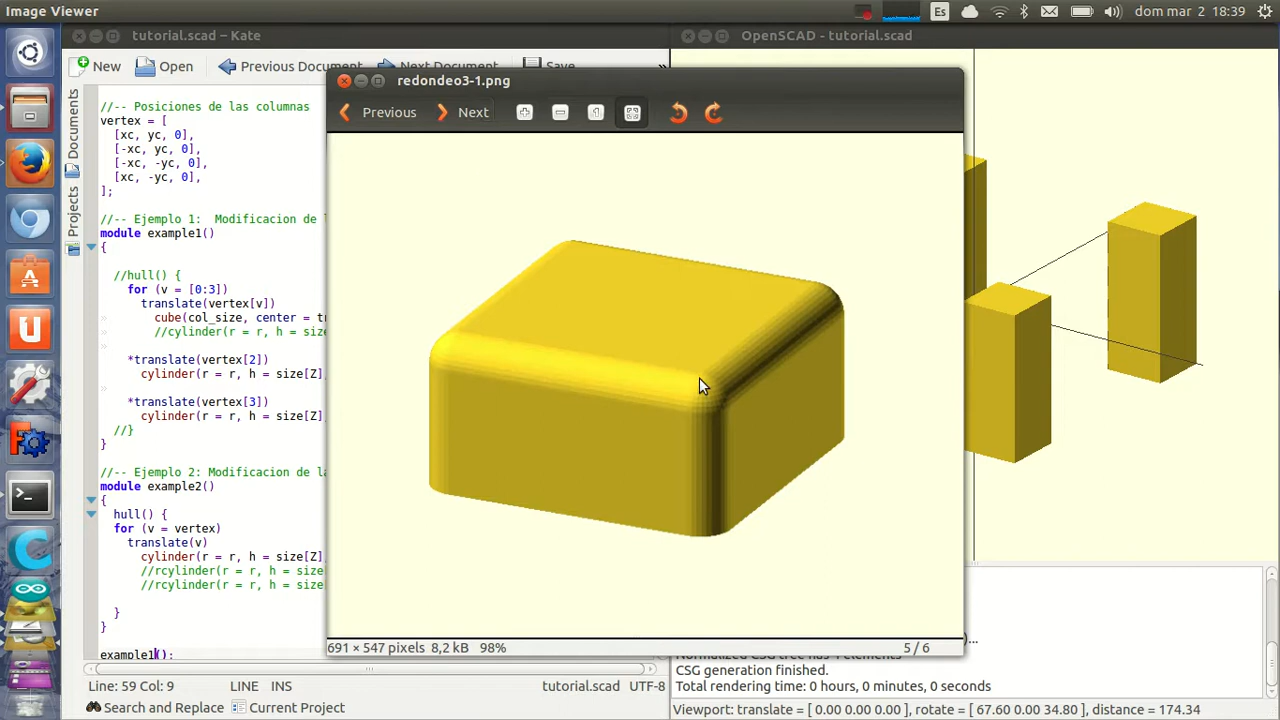 Image Viewer
Es
dom mar 2 18:39
tutorial.scad – Kate
OpenSCAD - tutorial.scad
New
Open
Previous Document
Next Document
Save
»
redondeo3-1.png
Previous
Next
Documents
Projects
//-- Posiciones de las columnas
vertex = [
[xc, yc, 0],
[-xc, yc, 0],
[-xc, -yc, 0],
[xc, -yc, 0],
];
//-- Ejemplo 1:  Modificacion de l
module example1()
{
//hull() {
for (v = [0:3])
translate(vertex[v])
cube(col_size, center = tr
//cylinder(r = r, h = size
*translate(vertex[2])
cylinder(r = r, h = size[Z],
*translate(vertex[3])
cylinder(r = r, h = size[Z],
//}
}
//-- Ejemplo 2: Modificacion de la
module example2()
{
hull() {
for (v = vertex)
translate(v)
cylinder(r = r, h = size[Z],
//rcylinder(r = r, h = size
//rcylinder(r = r, h = size
}
}
example1();
691 × 547 pixels 8,2 kB 98%
5 / 6
)...
CSG generation finished.
Total rendering time: 0 hours, 0 minutes, 0 seconds
Line: 59 Col: 9
LINE
INS
tutorial.scad
UTF-8
Search and Replace
Current Project
Viewport: translate = [ 0.00 0.00 0.00 ], rotate = [ 67.60 0.00 34.80 ], distance = 174.34